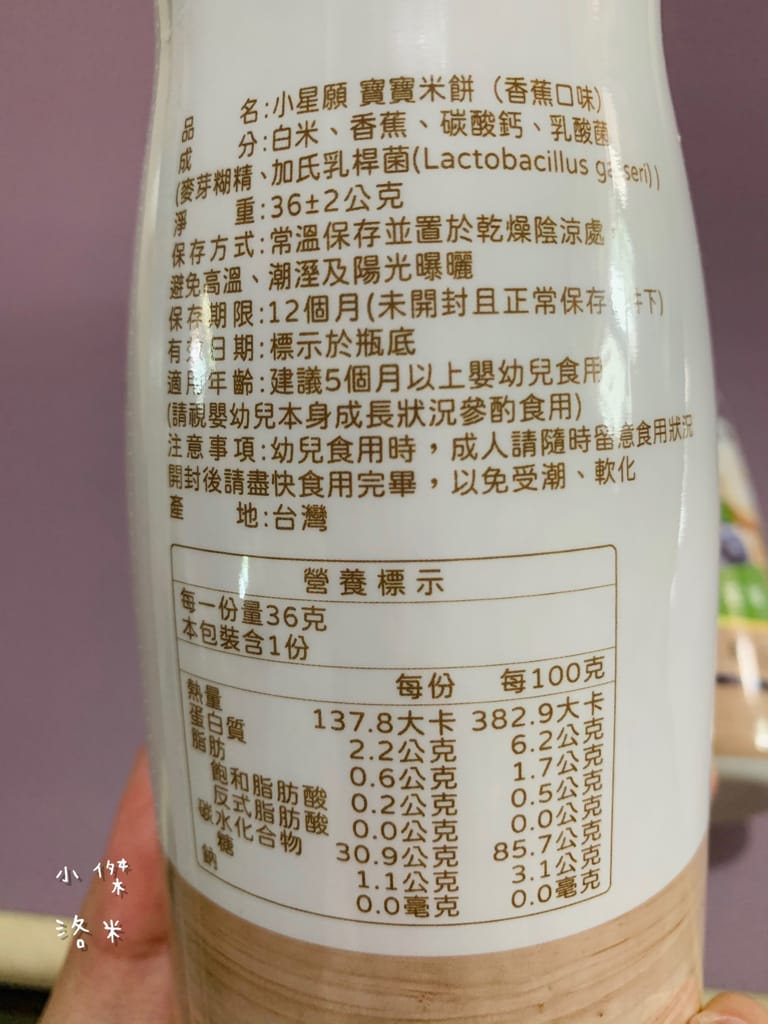 品 名:小星願 寶寶米餅(香蕉口味)
成 分:白米、香蕉、碳酸鈣、乳酸菌
(麥芽糊精、加氏乳桿菌(Lactobacillus gasseri))
淨 重:36±2公克
保存方式:常溫保存並置於乾燥陰涼處,
避免高溫、潮溼及陽光曝曬
保存期限:12個月(未開封且正常保存條件下)
有效日期:標示於瓶底
適用年齡:建議5個月以上嬰幼兒食用
(請視嬰幼兒本身成長狀況參酌食用)
注意事項:幼兒食用時,成人請隨時留意食用狀況
開封後請盡快食用完畢,以免受潮、軟化
產 地:台灣
營養標示
每一份量36克
本包裝含1份
每份 每100克
熱量 137.8大卡 382.9大卡
蛋白質 2.2公克 6.2公克
脂肪 0.6公克 1.7公克
飽和脂肪酸 0.2公克 0.5公克
反式脂肪酸 0.0公克 0.0公克
碳水化合物 30.9公克 85.7公克
糖 1.1公克 3.1公克
鈉 0.0毫克 0.0毫克
小傑
洛米